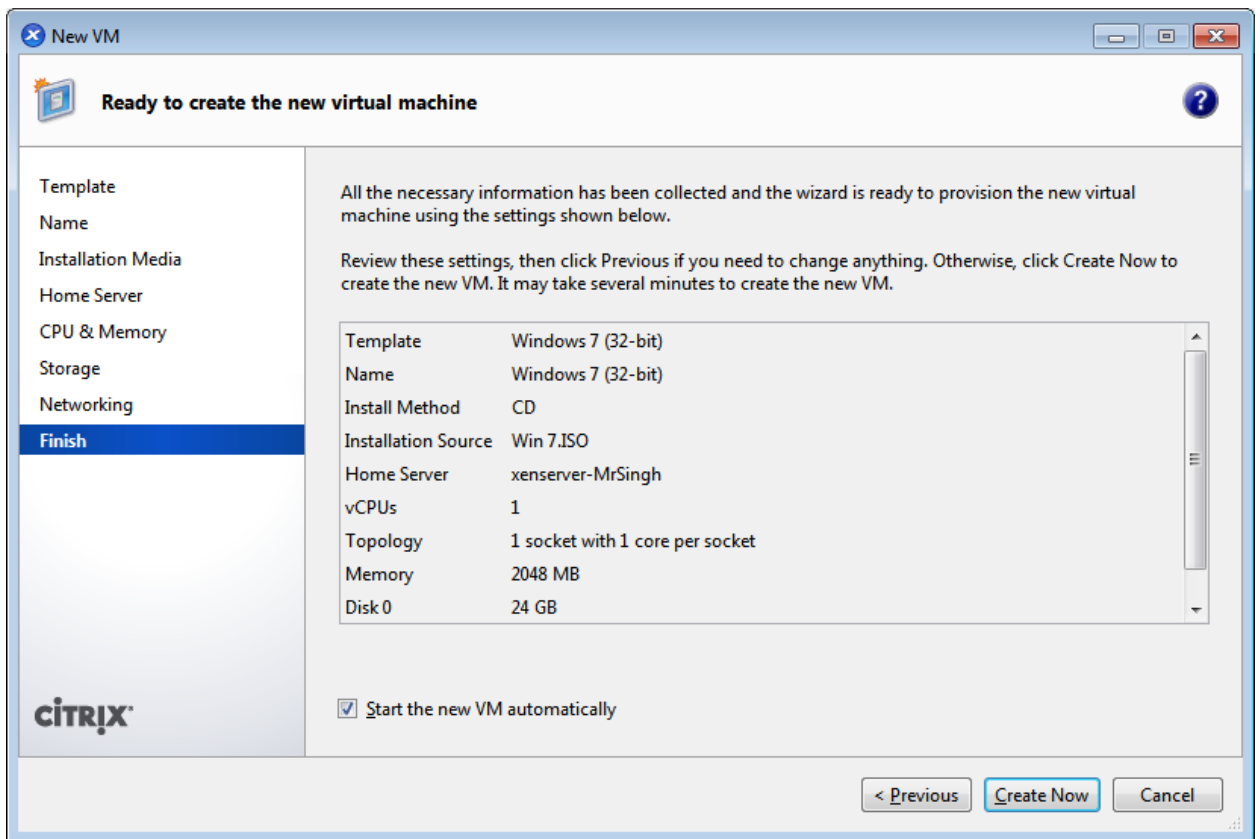 New VM
Ready to create the new virtual machine
?
Template
Name
Installation Media
Home Server
CPU & Memory
Storage
Networking
Finish
CITRIX
All the necessary information has been collected and the wizard is ready to provision the new virtual
machine using the settings shown below.
Review these settings, then click Previous if you need to change anything. Otherwise, click Create Now to
create the new VM. It may take several minutes to create the new VM.
Template Windows 7 (32-bit)
Name Windows 7 (32-bit)
Install Method CD
Installation Source Win 7.ISO
Home Server xenserver-MrSingh
vCPUs 1
Topology 1 socket with 1 core per socket
Memory 2048 MB
Disk 0 24 GB
Start the new VM automatically
< Previous Create Now Cancel